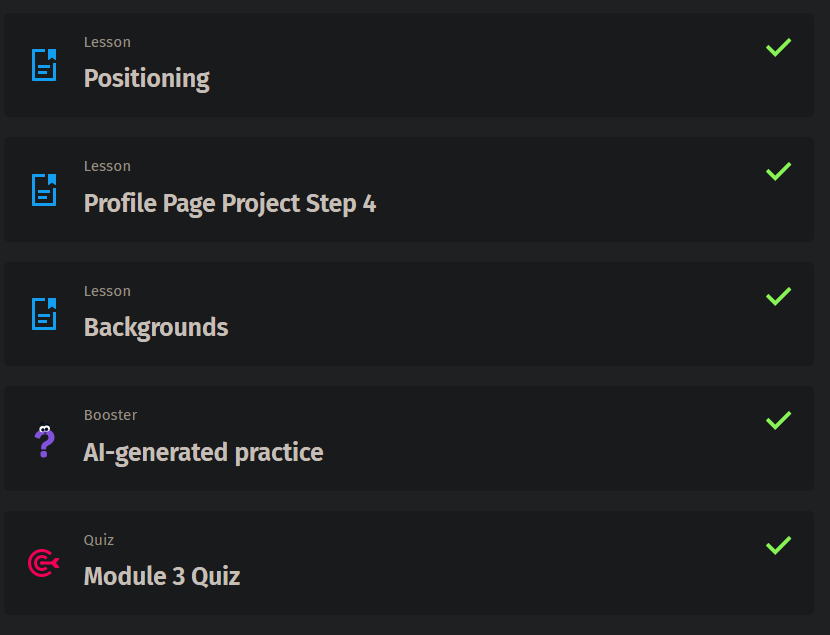 Lesson
Positioning
Lesson
Profile Page Project Step 4
Lesson
Backgrounds
Booster
AI-generated practice
Quiz
Module 3 Quiz